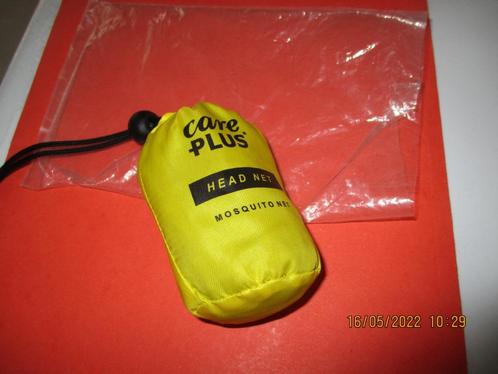 care
PLUS
HEAD NET
MOSQUITO NET
16/05/2022 10:29